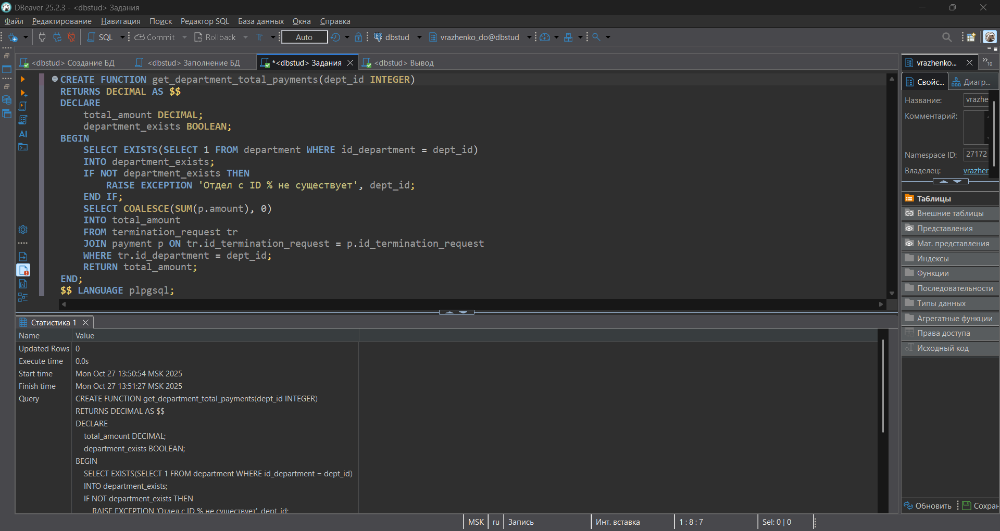 DBeaver 25.2.3 - <dbstud> Задания
Файл Редактирование Навигация Поиск Редактор SQL База данных Окна Справка
SQL Commit Rollback T Auto dbstud vrazhenko_do@dbstud
<dbstud> Создание БД <dbstud> Заполнение БД *<dbstud> Задания <dbstud> Вывод
CREATE FUNCTION get_department_total_payments(dept_id INTEGER)
RETURNS DECIMAL AS $$
DECLARE
total_amount DECIMAL;
department_exists BOOLEAN;
BEGIN
SELECT EXISTS(SELECT 1 FROM department WHERE id_department = dept_id)
INTO department_exists;
IF NOT department_exists THEN
RAISE EXCEPTION 'Отдел с ID % не существует', dept_id;
END IF;
SELECT COALESCE(SUM(p.amount), 0)
INTO total_amount
FROM termination_request tr
JOIN payment p ON tr.id_termination_request = p.id_termination_request
WHERE tr.id_department = dept_id;
RETURN total_amount;
END;
$$ LANGUAGE plpgsql;
AI
Статистика 1
Name Value
Updated Rows 0
Execute time 0.0s
Start time Mon Oct 27 13:50:54 MSK 2025
Finish time Mon Oct 27 13:51:27 MSK 2025
Query CREATE FUNCTION get_department_total_payments(dept_id INTEGER)
RETURNS DECIMAL AS $$
DECLARE
total_amount DECIMAL;
department_exists BOOLEAN;
BEGIN
SELECT EXISTS(SELECT 1 FROM department WHERE id_department = dept_id)
INTO department_exists;
IF NOT department_exists THEN
RAISE EXCEPTION 'Отдел с ID % не существует', dept_id;
vrazhenko... »10
Свойс... Диагр...
Название: vrazhe
Комментарий:
Namespace ID: 27172
Владелец: vrazhen
Таблицы
Внешние таблицы
Представления
Мат. представления
Индексы
Функции
Последовательности
Типы данных
Агрегатные функции
Права доступа
Исходный код
Обновить Сохран
MSK ru Запись Инт. вставка 1 : 8 : 7 Sel: 0 | 0